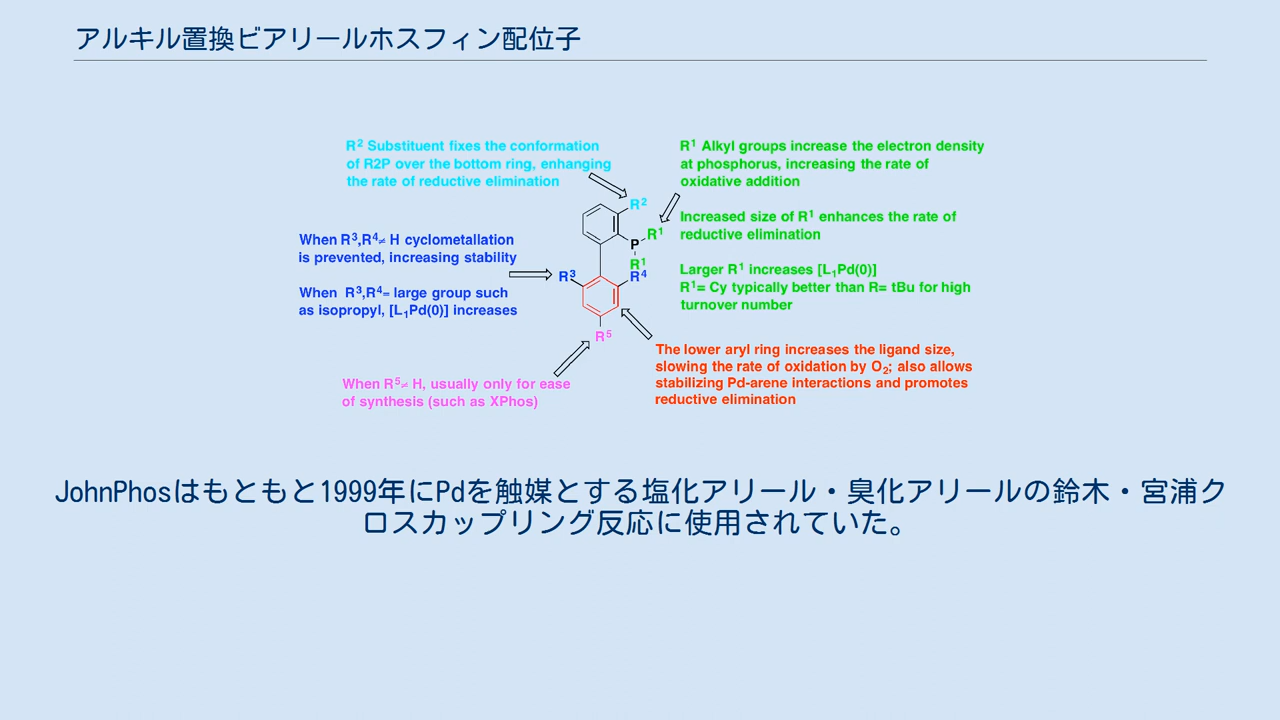 アルキル置換ビアリールホスフィン配位子
R² Substituent fixes the conformation
of R2P over the bottom ring, enhanging
the rate of reductive elimination
R¹ Alkyl groups increase the electron density
at phosphorus, increasing the rate of
oxidative addition
Increased size of R¹ enhances the rate of
reductive elimination
Larger R¹ increases [L₁Pd(0)]
R¹= Cy typically better than R= tBu for high
turnover number
When R³,R⁴≠ H cyclometallation
is prevented, increasing stability
When R³,R⁴= large group such
as isopropyl, [L₁Pd(0)] increases
R²
R¹
P
R¹
R³
R⁴
R⁵
The lower aryl ring increases the ligand size,
slowing the rate of oxidation by O₂; also allows
stabilizing Pd-arene interactions and promotes
reductive elimination
When R⁵≠ H, usually only for ease
of synthesis (such as XPhos)
JohnPhosはもともと1999年にPdを触媒とする塩化アリール・臭化アリールの鈴木・宮浦ク
ロスカップリング反応に使用されていた。